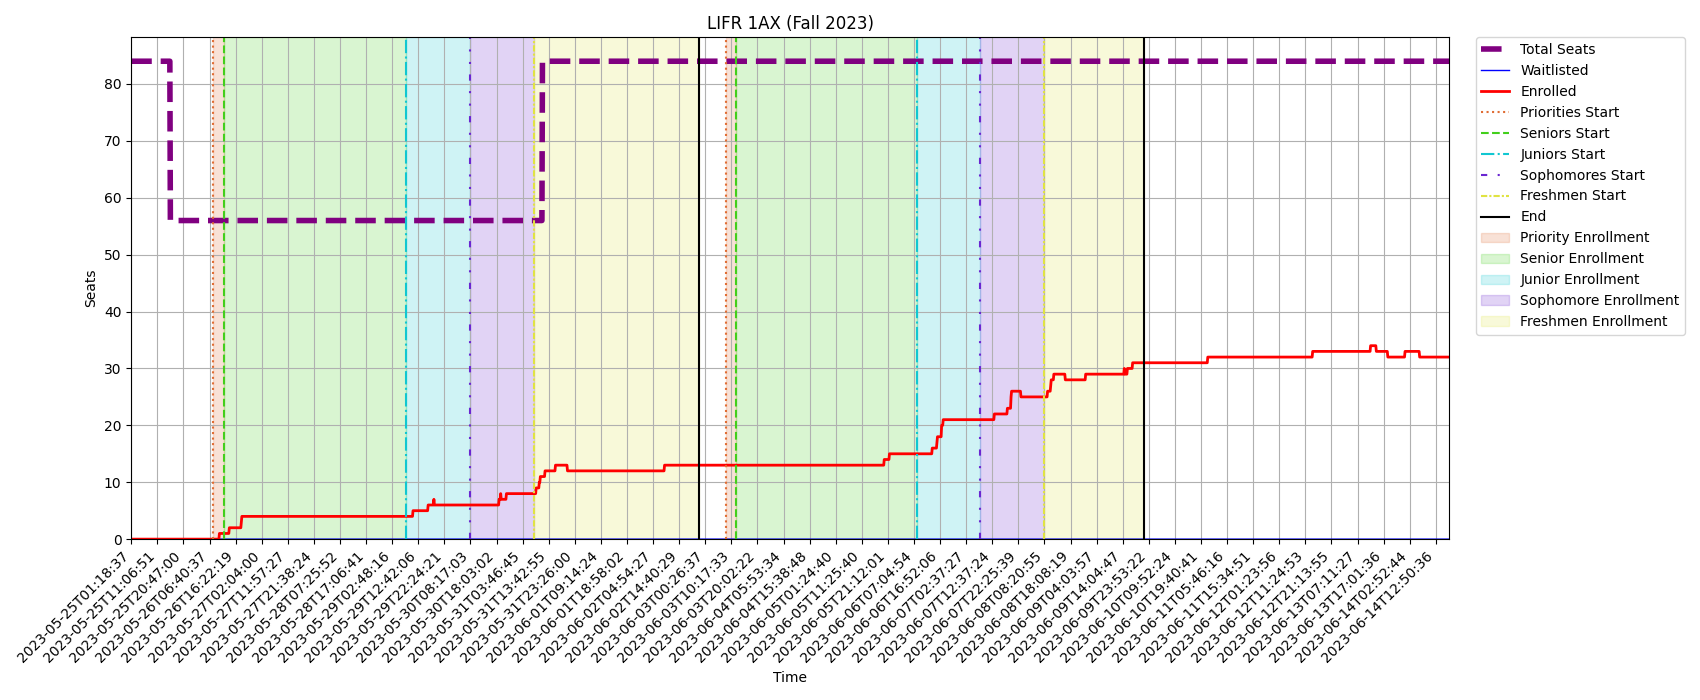 LIFR 1AX (Fall 2023)
Seats
80
70
60
50
40
30
20
10
0
2023-05-25T01:18:37
2023-05-25T11:06:51
2023-05-25T20:47:00
2023-05-26T06:40:37
2023-05-26T16:22:19
2023-05-27T02:04:00
2023-05-27T11:57:27
2023-05-27T21:38:24
2023-05-28T07:25:52
2023-05-28T17:06:41
2023-05-29T02:48:16
2023-05-29T12:42:06
2023-05-29T22:24:21
2023-05-30T08:17:03
2023-05-30T18:03:02
2023-05-31T03:46:45
2023-05-31T13:42:55
2023-05-31T23:26:00
2023-06-01T09:14:24
2023-06-01T18:58:02
2023-06-02T04:54:27
2023-06-02T14:40:29
2023-06-03T00:26:37
2023-06-03T10:17:33
2023-06-03T20:02:22
2023-06-04T05:53:34
2023-06-04T15:38:48
2023-06-05T01:24:40
2023-06-05T11:25:40
2023-06-05T21:12:01
2023-06-06T07:04:54
2023-06-06T16:52:06
2023-06-07T02:37:27
2023-06-07T12:37:24
2023-06-07T22:25:39
2023-06-08T08:20:55
2023-06-08T18:08:19
2023-06-09T04:03:57
2023-06-09T14:04:47
2023-06-09T23:53:22
2023-06-10T09:52:24
2023-06-10T19:40:41
2023-06-11T05:46:16
2023-06-11T15:34:51
2023-06-12T01:23:56
2023-06-12T11:24:53
2023-06-12T21:13:55
2023-06-13T07:11:27
2023-06-13T17:01:36
2023-06-14T02:52:44
2023-06-14T12:50:36
Time
Total Seats
Waitlisted
Enrolled
Priorities Start
Seniors Start
Juniors Start
Sophomores Start
Freshmen Start
End
Priority Enrollment
Senior Enrollment
Junior Enrollment
Sophomore Enrollment
Freshmen Enrollment